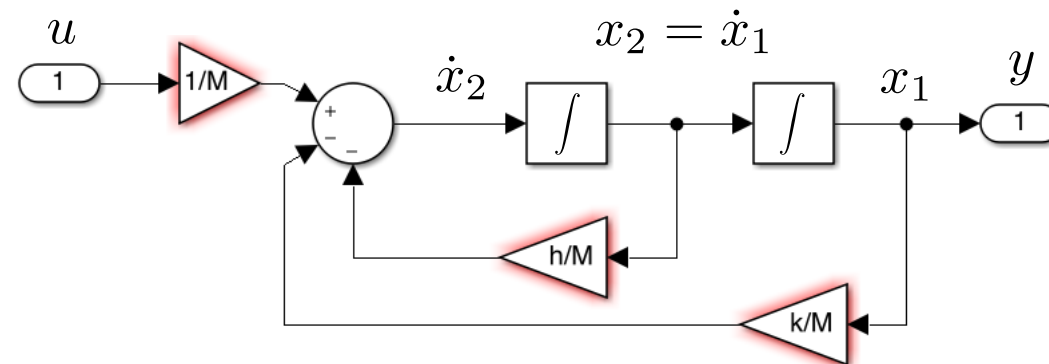 u
x₂ = ẋ₁
y
1
1/M
+
−
−
ẋ₂
∫
∫
x₁
1
h/M
k/M